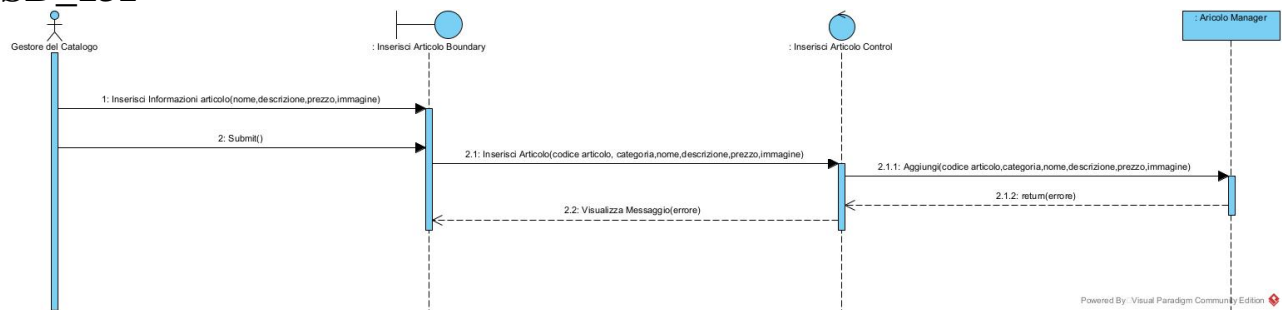 Gestore del Catalogo
: Inserisci Articolo Boundary
: Inserisci Articolo Control
: Aricolo Manager
1: Inserisci Informazioni articolo(nome,descrizione,prezzo,immagine)
2: Submit()
2.1: Inserisci Articolo(codice articolo, categoria,nome,descrizione,prezzo,immagine)
2.1.1: Aggiungi(codice articolo,categoria,nome,descrizione,prezzo,immagine)
2.1.2: return(errore)
2.2: Visualizza Messaggio(errore)
Powered By Visual Paradigm Community Edition